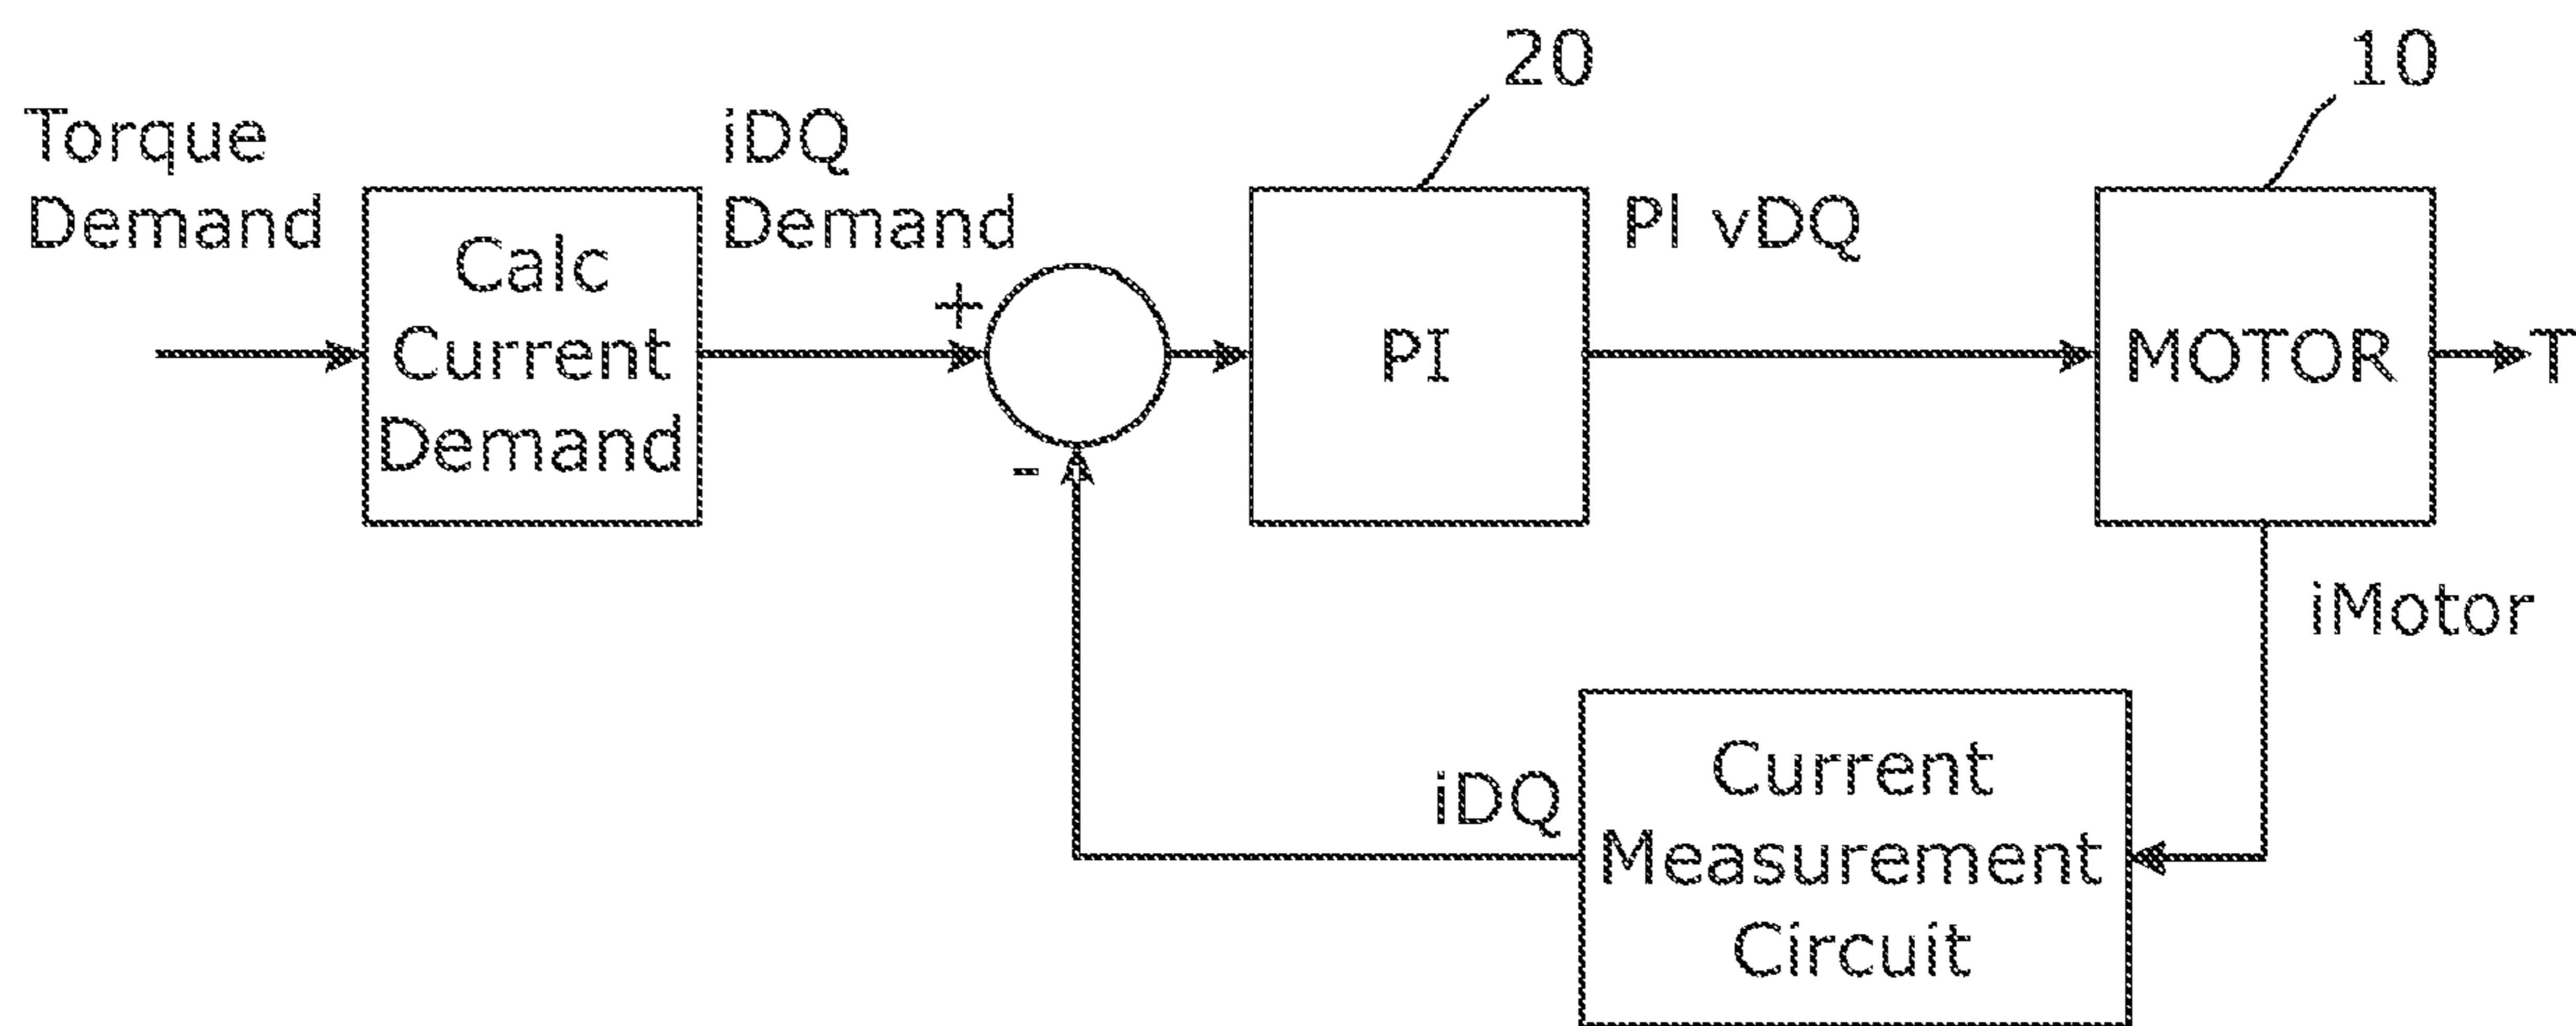 20
10
Torque
Demand
iDQ
Demand
Calc
Current
Demand
+
-
PI
PI vDQ
MOTOR
T
iMotor
iDQ
Current
Measurement
Circuit